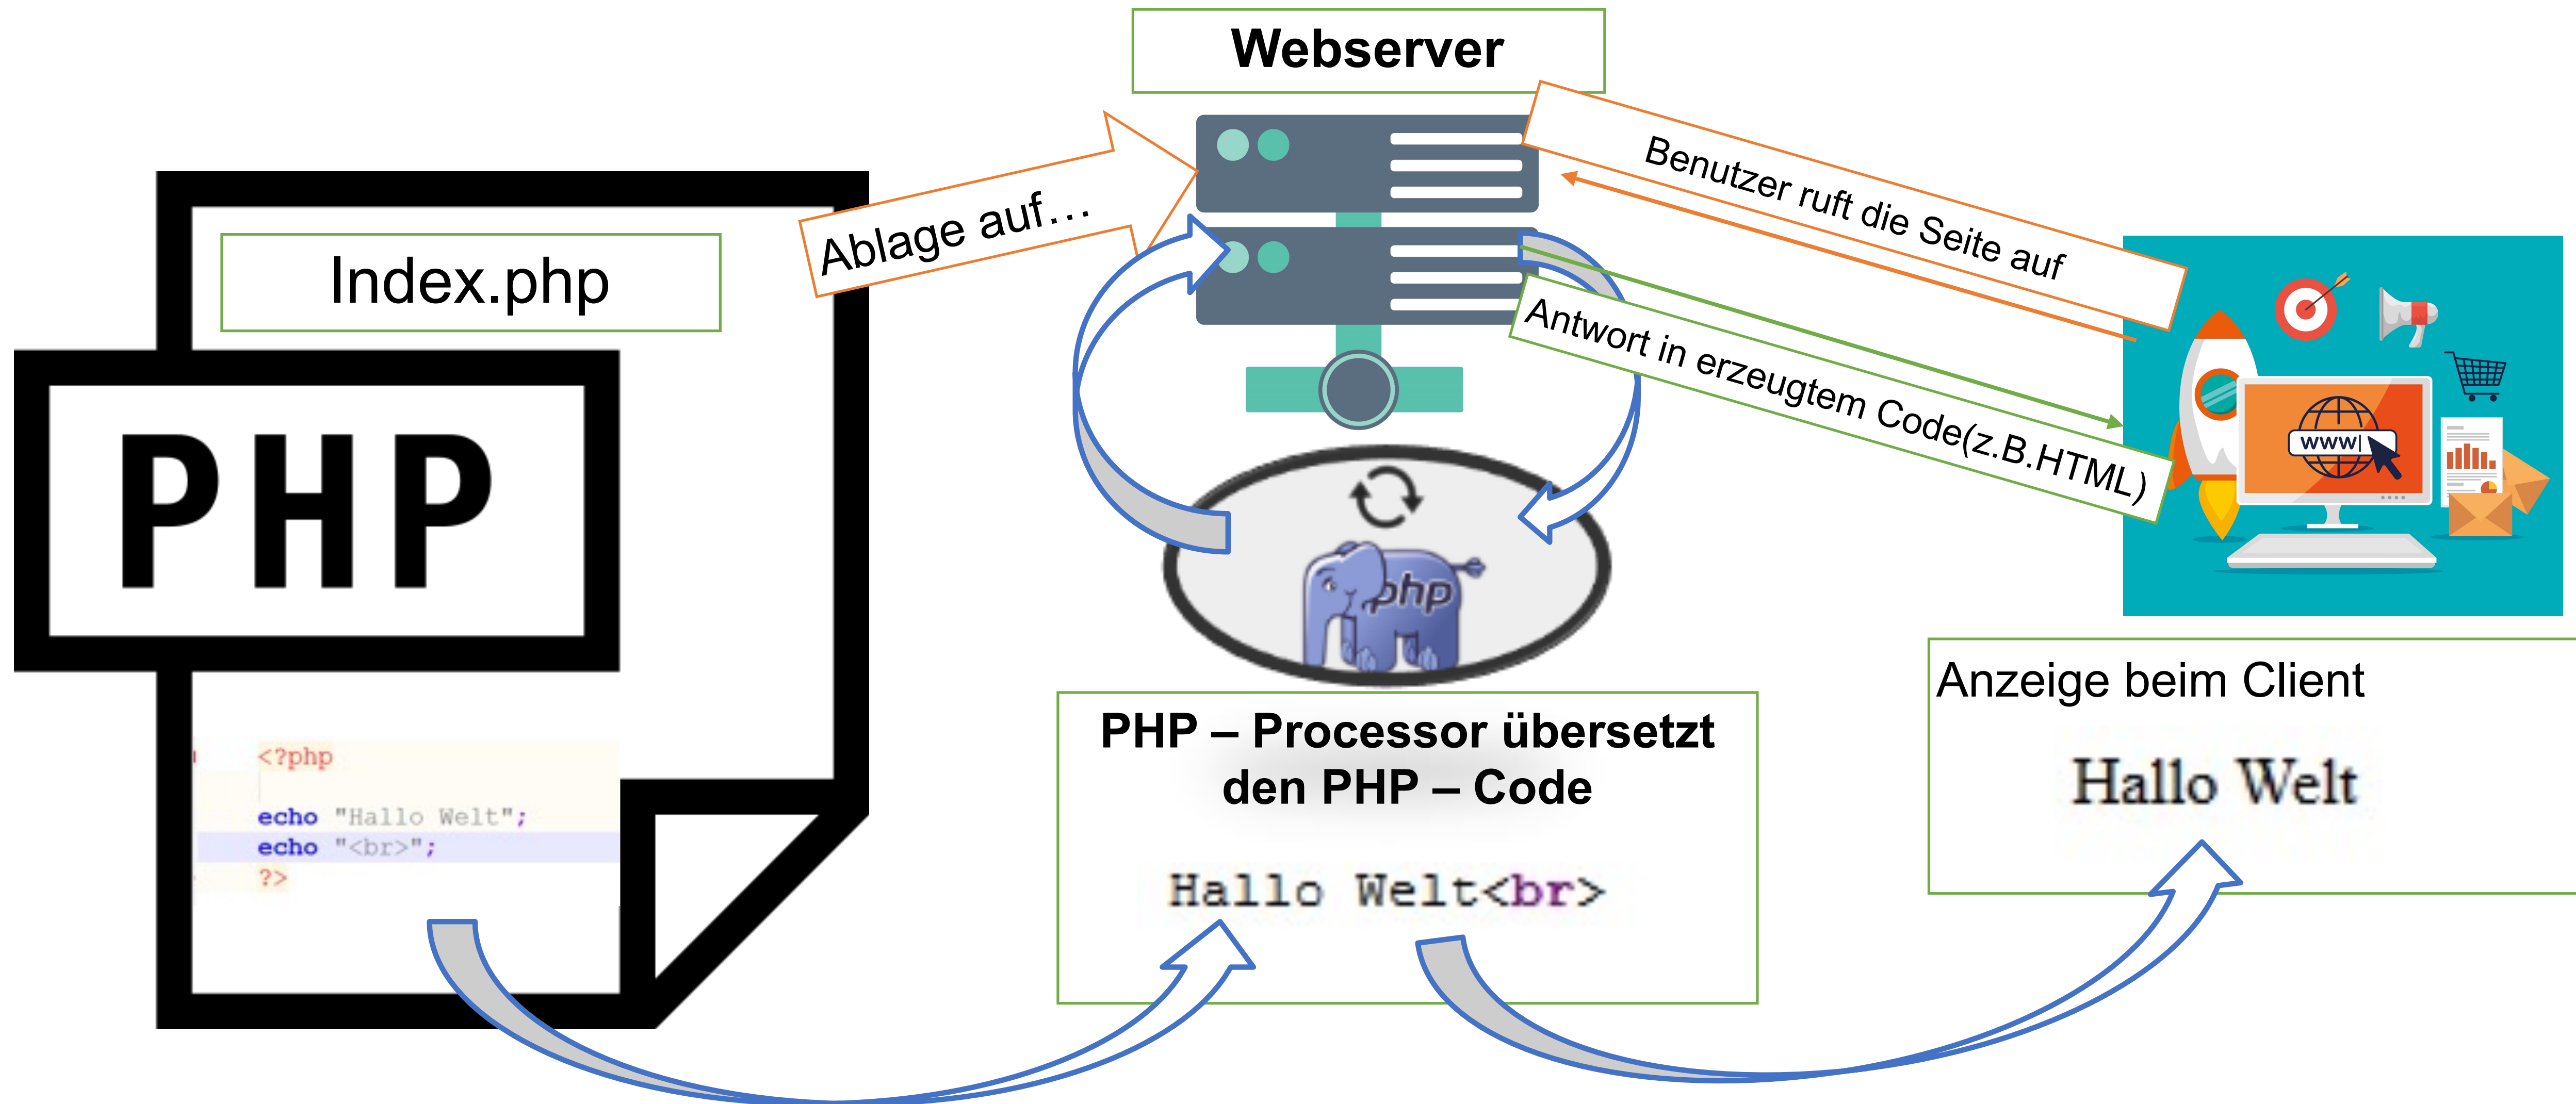 Webserver
Index.php
Ablage auf...
Benutzer ruft die Seite auf
Antwort in erzeugtem Code(z.B.HTML)
PHP
www
php
<?php
echo "Hallo Welt";
echo "<br>";
?>
PHP – Processor übersetzt
den PHP – Code
Hallo Welt<br>
Anzeige beim Client
Hallo Welt